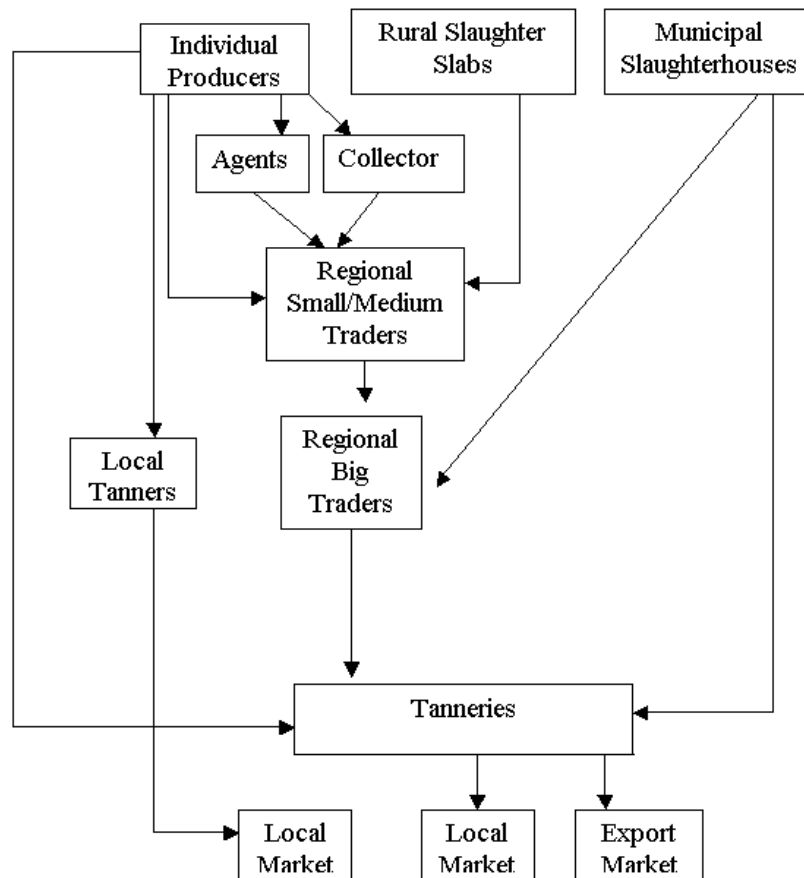 Individual
Producers
Rural Slaughter
Slabs
Municipal
Slaughterhouses
Agents
Collector
Regional
Small/Medium
Traders
Regional
Big
Traders
Local
Tanners
Tanneries
Local
Market
Local
Market
Export
Market